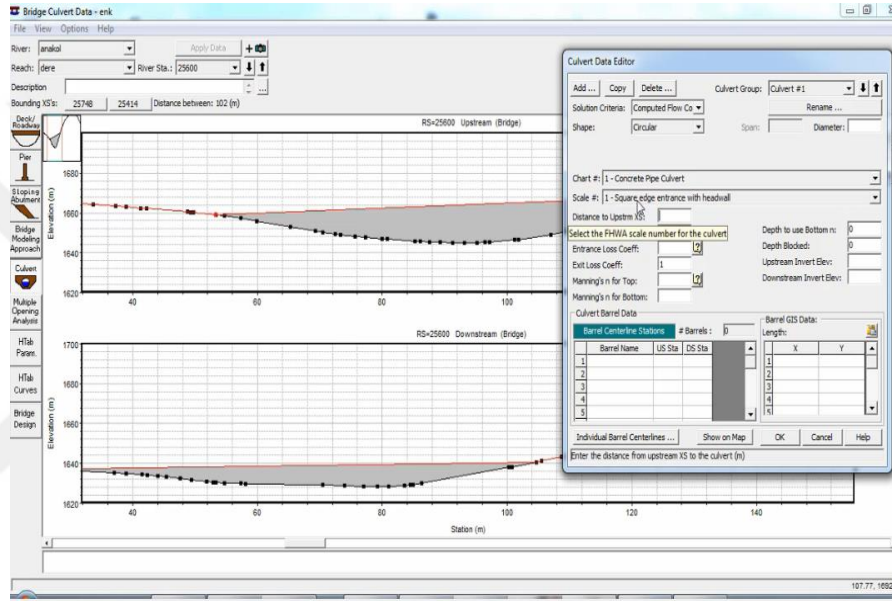 Bridge Culvert Data - enk
File View Options Help
River: anakol Apply Data
Reach: dere River Sta.: 25600
Description ...
Bounding XS's: 25748 25414 Distance between: 102 (m)
Deck/
Roadway
Pier
Sloping
Abutment
Bridge
Modeling
Approach
Culvert
Multiple
Opening
Analysis
HTab
Param.
HTab
Curves
Bridge
Design
RS=25600 Upstream (Bridge)
Elevation (m)
1680
1660
1640
1620
40 60 80 100
RS=25600 Downstream (Bridge)
Elevation (m)
1700
1680
1660
1640
1620
40 60 80 100 120 140
Station (m)
107.77, 1692
Culvert Data Editor
Add ... Copy Delete ... Culvert Group: Culvert #1
Solution Criteria: Computed Flow Co Rename ...
Shape: Circular Span: Diameter:
Chart #: 1 - Concrete Pipe Culvert
Scale #: 1 - Square edge entrance with headwall
Distance to Upstrm XS:
Select the FHWA scale number for the culvert
Depth to use Bottom n: 0
Entrance Loss Coeff: ? Depth Blocked: 0
Exit Loss Coeff: 1 Upstream Invert Elev:
Manning's n for Top: ? Downstream Invert Elev:
Manning's n for Bottom:
Culvert Barrel Data
Barrel Centerline Stations # Barrels : 0
Barrel GIS Data:
Length:
Barrel Name US Sta DS Sta X Y
1 1
2 2
3 3
4 4
5 5
Individual Barrel Centerlines ... Show on Map OK Cancel Help
Enter the distance from upstream XS to the culvert (m)